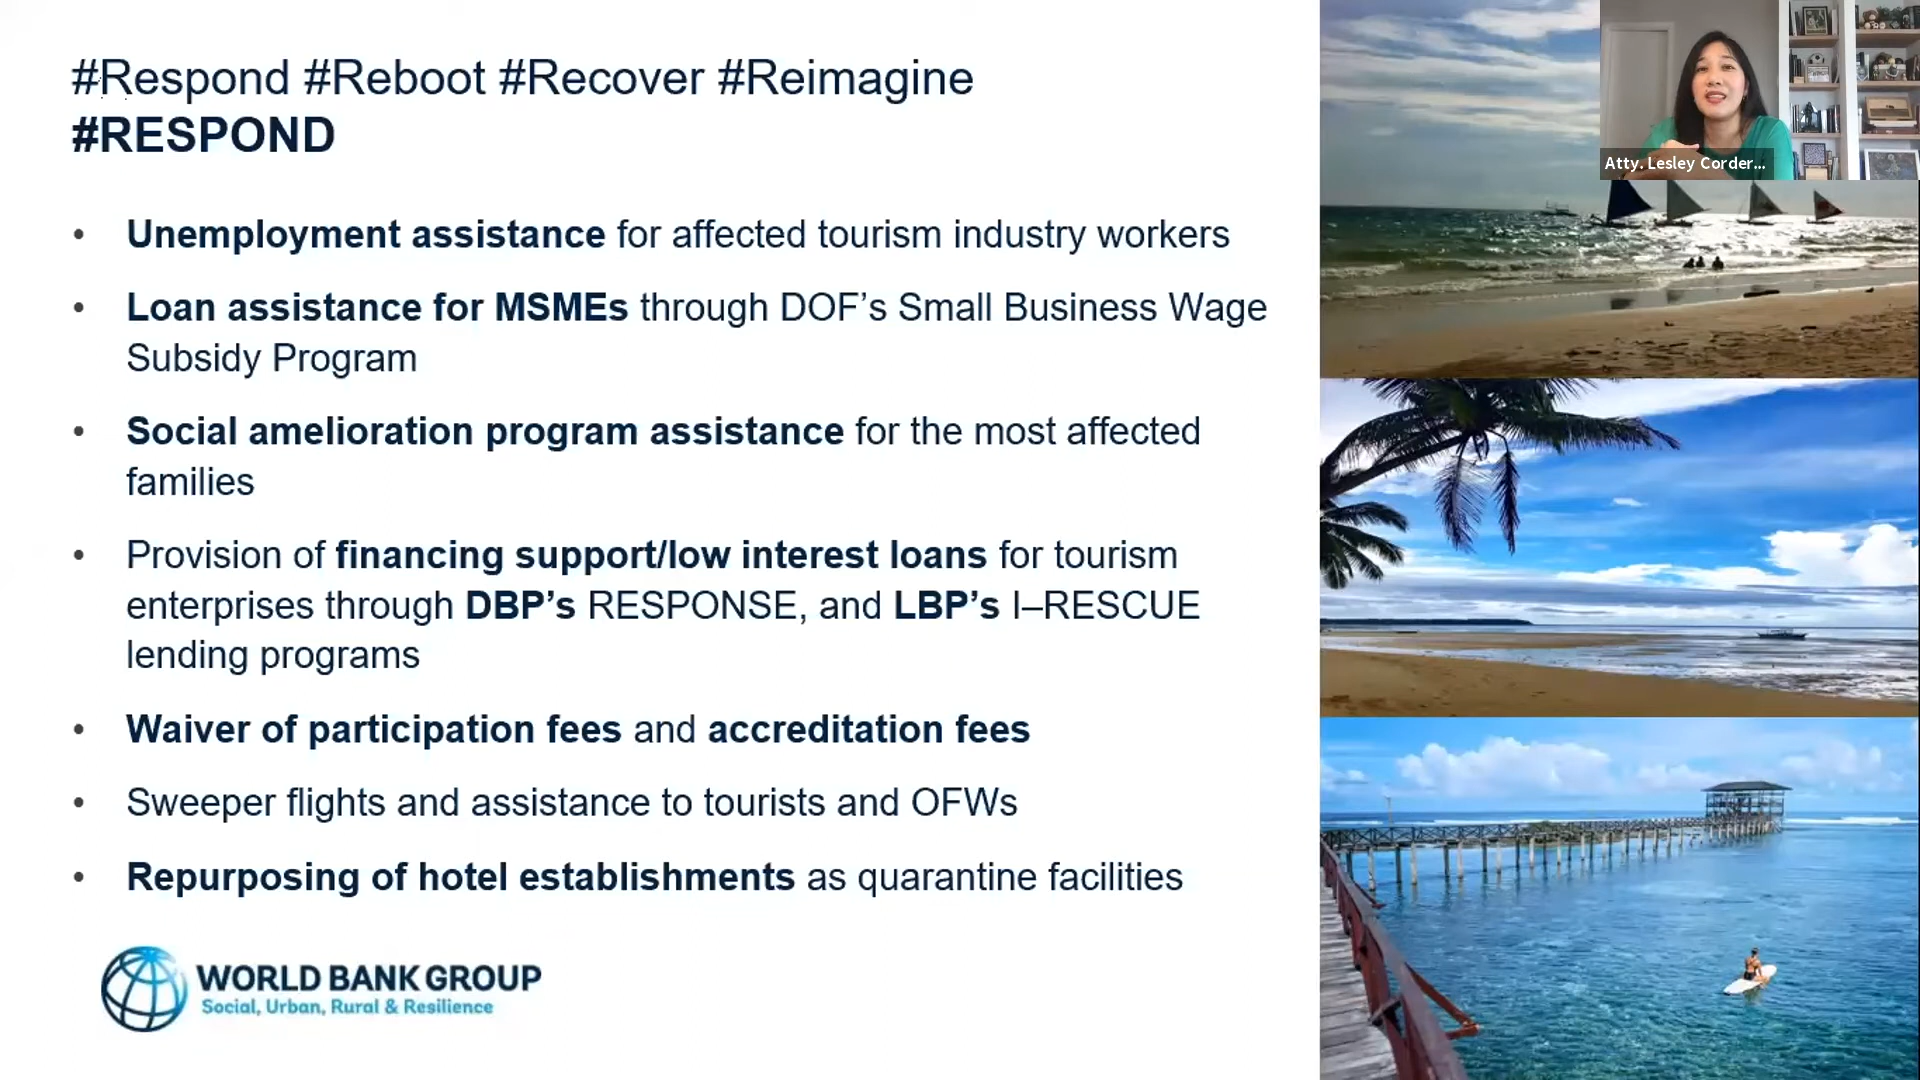 #Respond #Reboot #Recover #Reimagine
#RESPOND
• Unemployment assistance for affected tourism industry workers
• Loan assistance for MSMEs through DOF’s Small Business Wage
Subsidy Program
• Social amelioration program assistance for the most affected
families
• Provision of financing support/low interest loans for tourism
enterprises through DBP’s RESPONSE, and LBP’s I–RESCUE
lending programs
• Waiver of participation fees and accreditation fees
• Sweeper flights and assistance to tourists and OFWs
• Repurposing of hotel establishments as quarantine facilities
WORLD BANK GROUP
Social, Urban, Rural & Resilience
Atty. Lesley Corder...